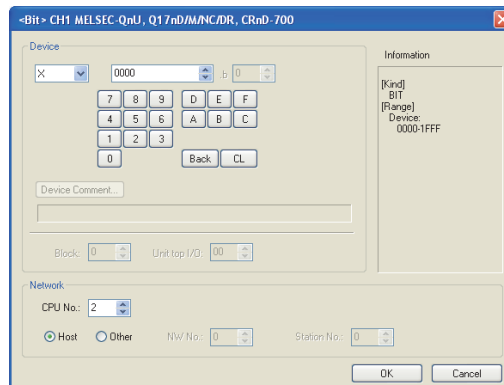 <Bit> CH1 MELSEC-QnU, Q17nD/M/NC/DR, CRnD-700
Device
X 0000 .b 0
7 8 9 D E F
4 5 6 A B C
1 2 3
0 Back CL
Device Comment...
Block: 0 Unit top I/O: 00
Information
[Kind]
BIT
[Range]
Device:
0000-1FFF
Network
CPU No.: 2
Host Other NW No.: 0 Station No.: 0
OK Cancel